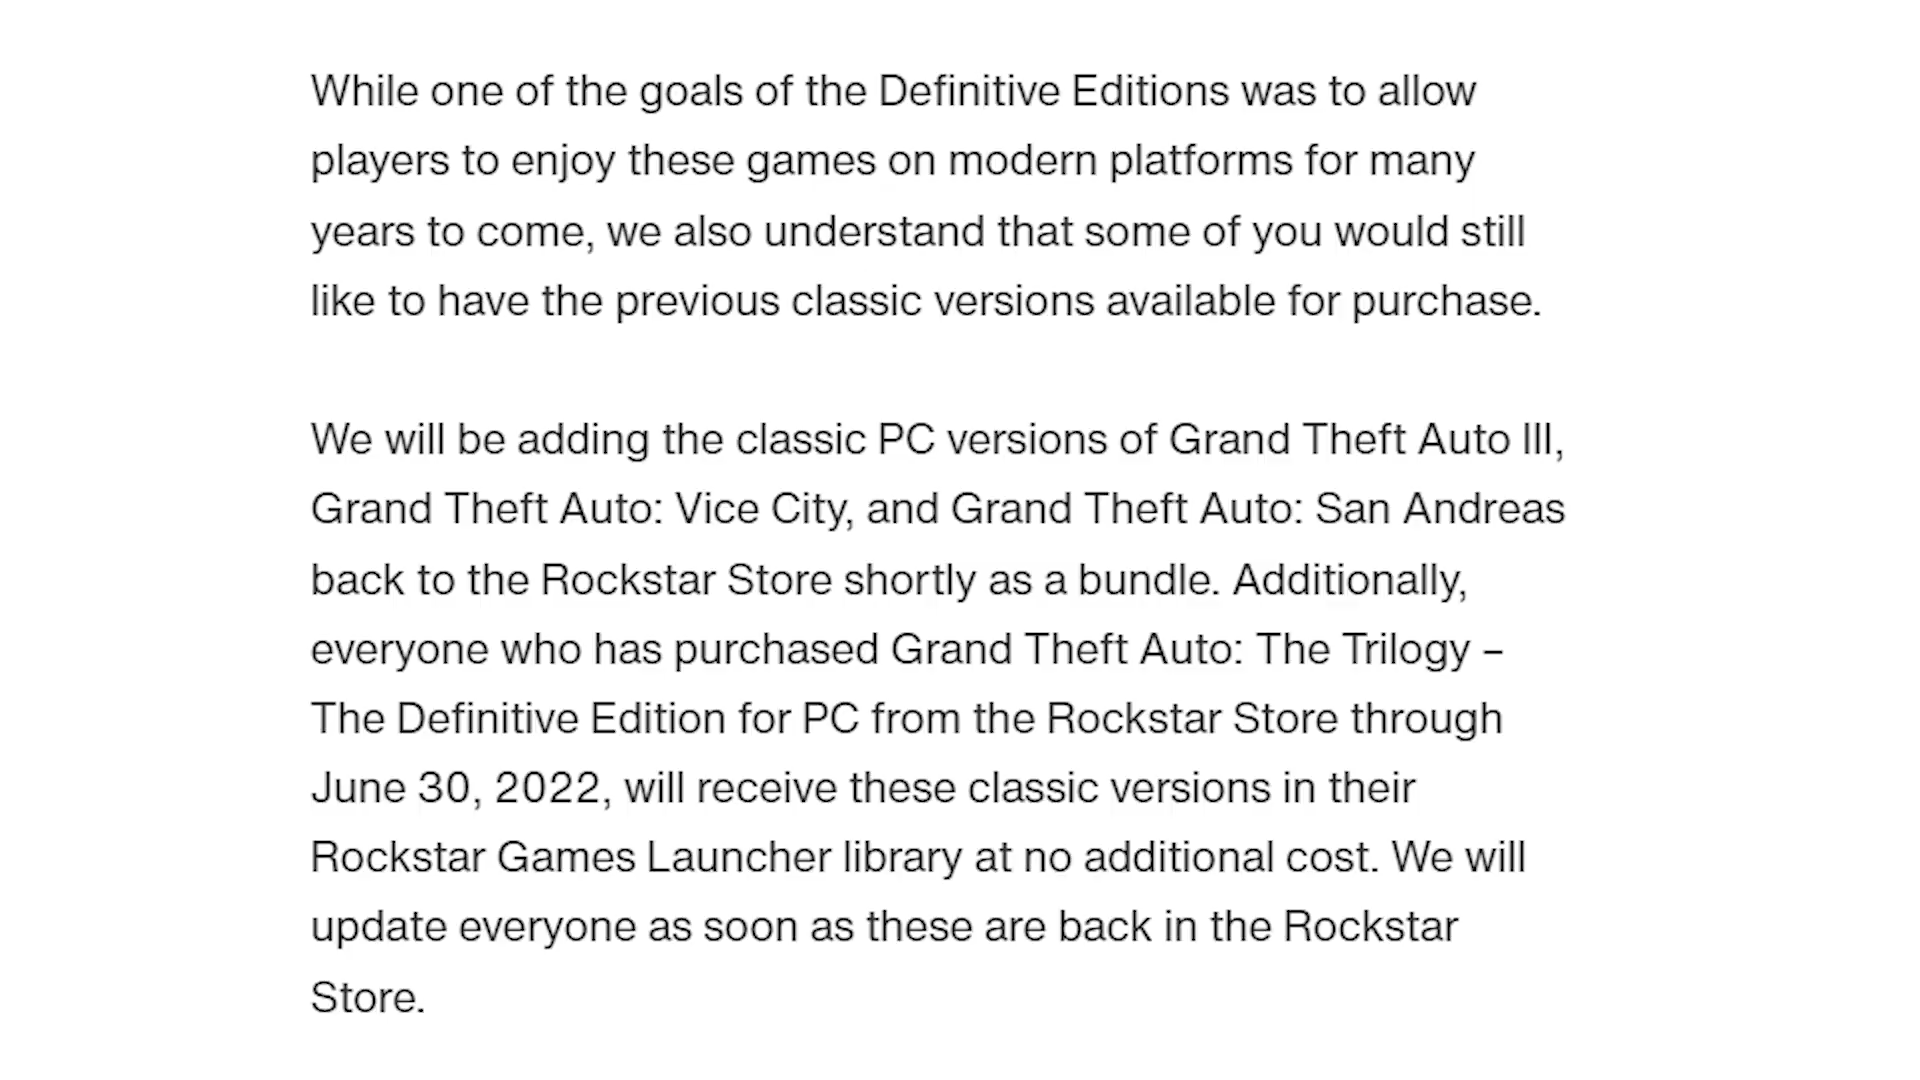 While one of the goals of the Definitive Editions was to allow
players to enjoy these games on modern platforms for many
years to come, we also understand that some of you would still
like to have the previous classic versions available for purchase.
We will be adding the classic PC versions of Grand Theft Auto III,
Grand Theft Auto: Vice City, and Grand Theft Auto: San Andreas
back to the Rockstar Store shortly as a bundle. Additionally,
everyone who has purchased Grand Theft Auto: The Trilogy –
The Definitive Edition for PC from the Rockstar Store through
June 30, 2022, will receive these classic versions in their
Rockstar Games Launcher library at no additional cost. We will
update everyone as soon as these are back in the Rockstar
Store.